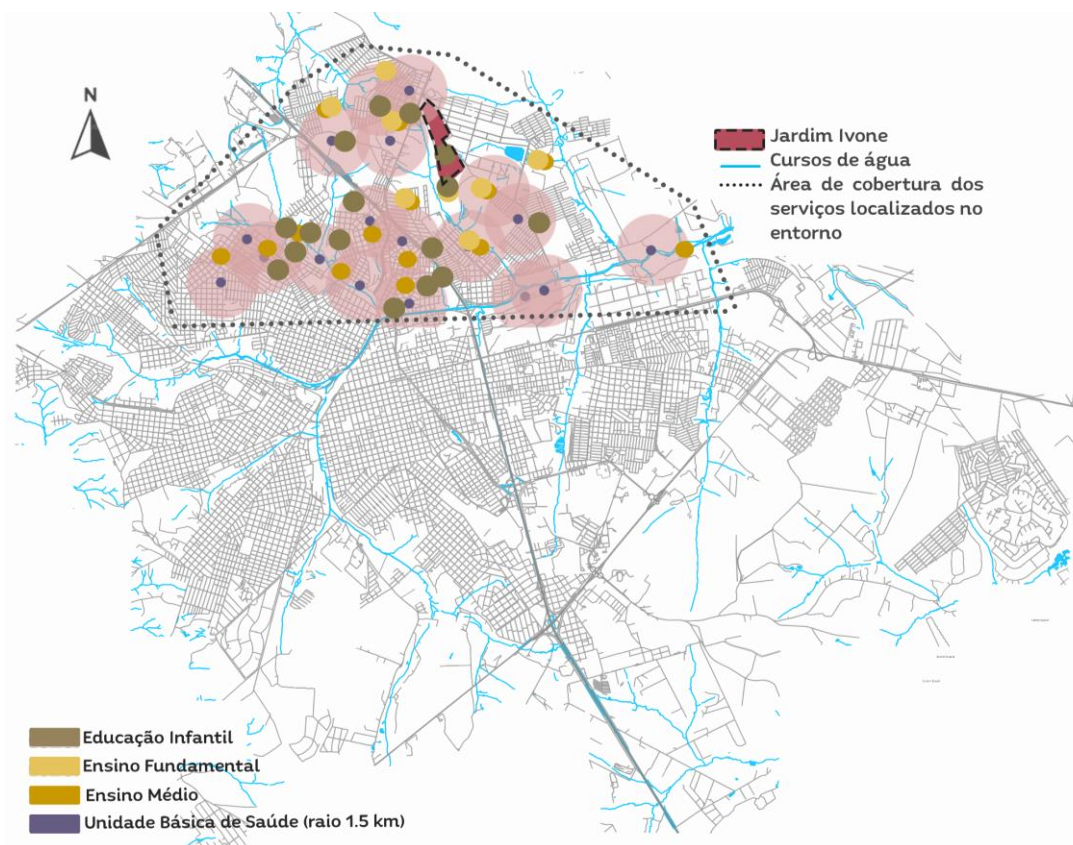 N
Jardim Ivone
Cursos de água
Área de cobertura dos
serviços localizados no
entorno
Educação Infantil
Ensino Fundamental
Ensino Médio
Unidade Básica de Saúde (raio 1.5 km)